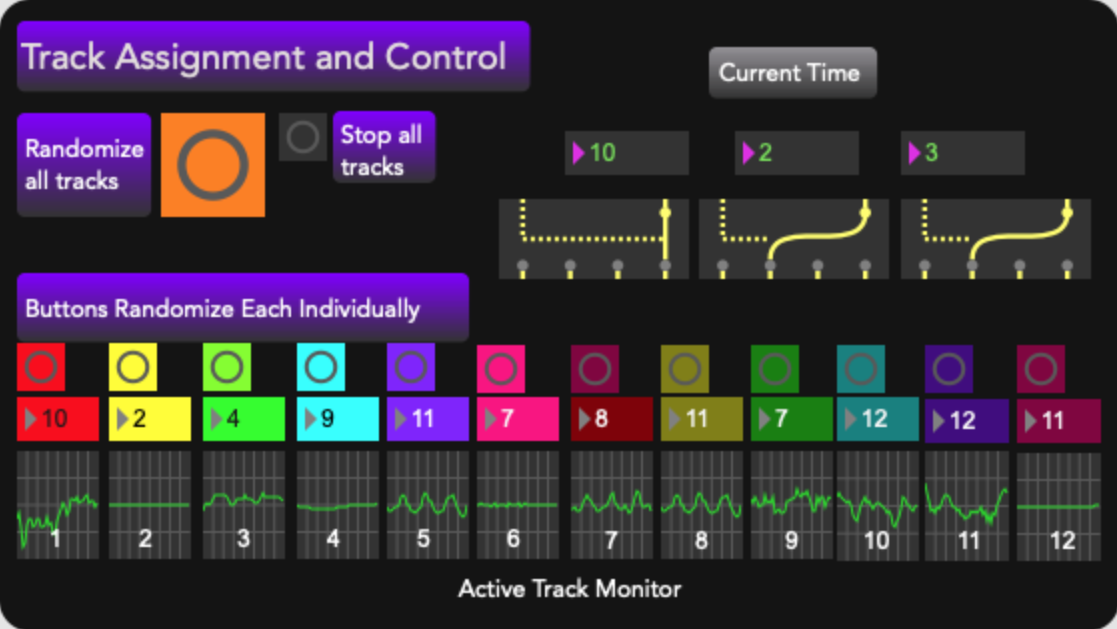 Track Assignment and Control
Current Time
Randomize
all tracks
Stop all
tracks
10 2 3
Buttons Randomize Each Individually
10 2 4 9 11 7 8 11 7 12 12 11
1 2 3 4 5 6 7 8 9 10 11 12
Active Track Monitor